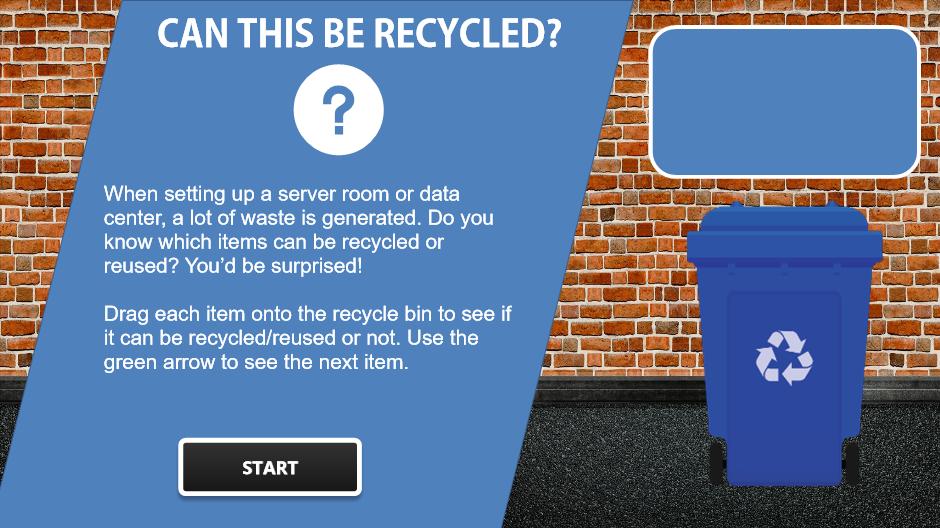 CAN THIS BE RECYCLED?
?
When setting up a server room or data
center, a lot of waste is generated. Do you
know which items can be recycled or
reused? You’d be surprised!
Drag each item onto the recycle bin to see if
it can be recycled/reused or not. Use the
green arrow to see the next item.
START